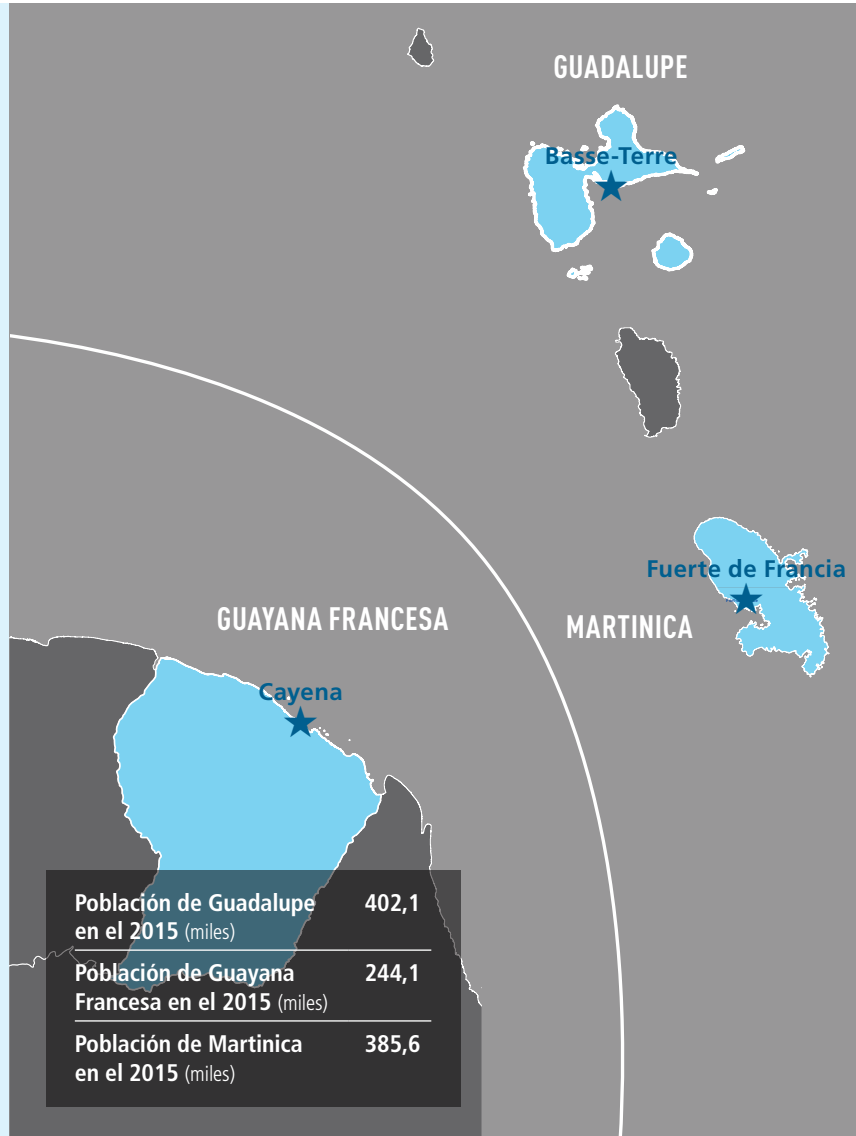 GUADALUPE
Basse-Terre
Fuerte de Francia
GUAYANA FRANCESA
MARTINICA
Cayena
Población de Guadalupe 402,1
en el 2015 (miles)
Población de Guayana 244,1
Francesa en el 2015 (miles)
Población de Martinica 385,6
en el 2015 (miles)